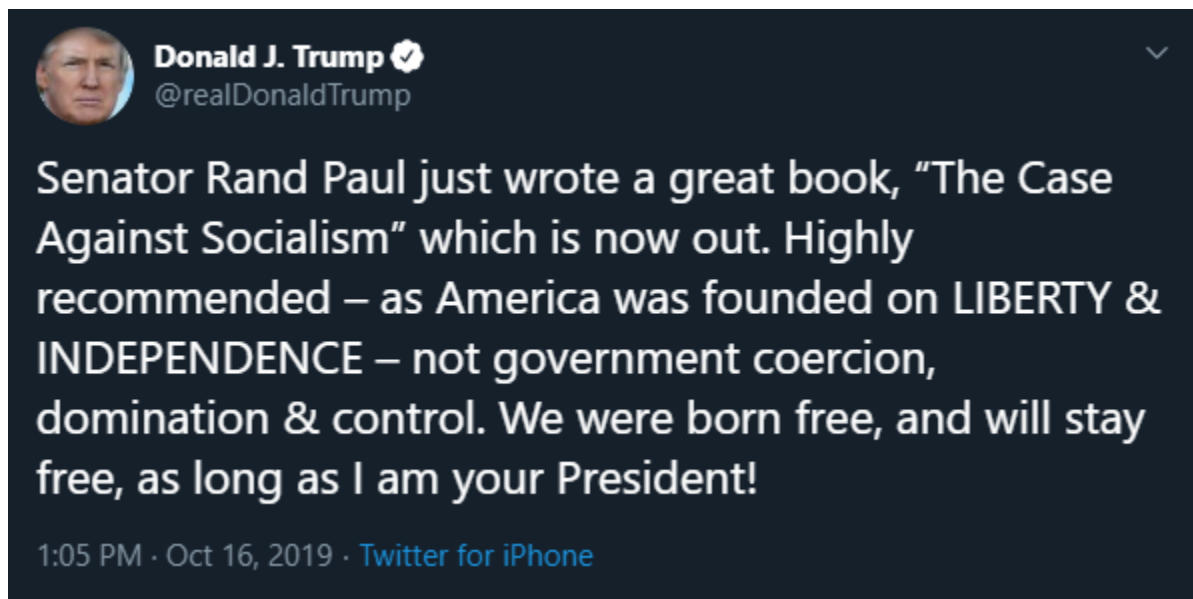 Donald J. Trump
@realDonaldTrump
Senator Rand Paul just wrote a great book, “The Case
Against Socialism” which is now out. Highly
recommended – as America was founded on LIBERTY &
INDEPENDENCE – not government coercion,
domination & control. We were born free, and will stay
free, as long as I am your President!
1:05 PM · Oct 16, 2019 · Twitter for iPhone